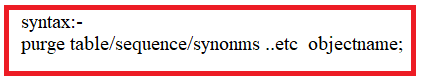 syntax:-
purge table/sequence/synonms ..etc  objectname;